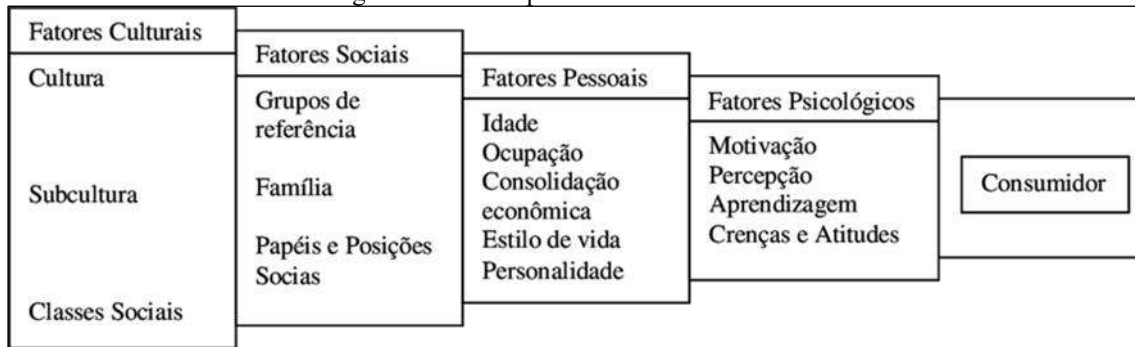 Fatores Culturais
Cultura
Subcultura
Classes Sociais
Fatores Sociais
Grupos de
referência
Família
Papéis e Posições
Socias
Fatores Pessoais
Idade
Ocupação
Consolidação
econômica
Estilo de vida
Personalidade
Fatores Psicológicos
Motivação
Percepção
Aprendizagem
Crenças e Atitudes
Consumidor